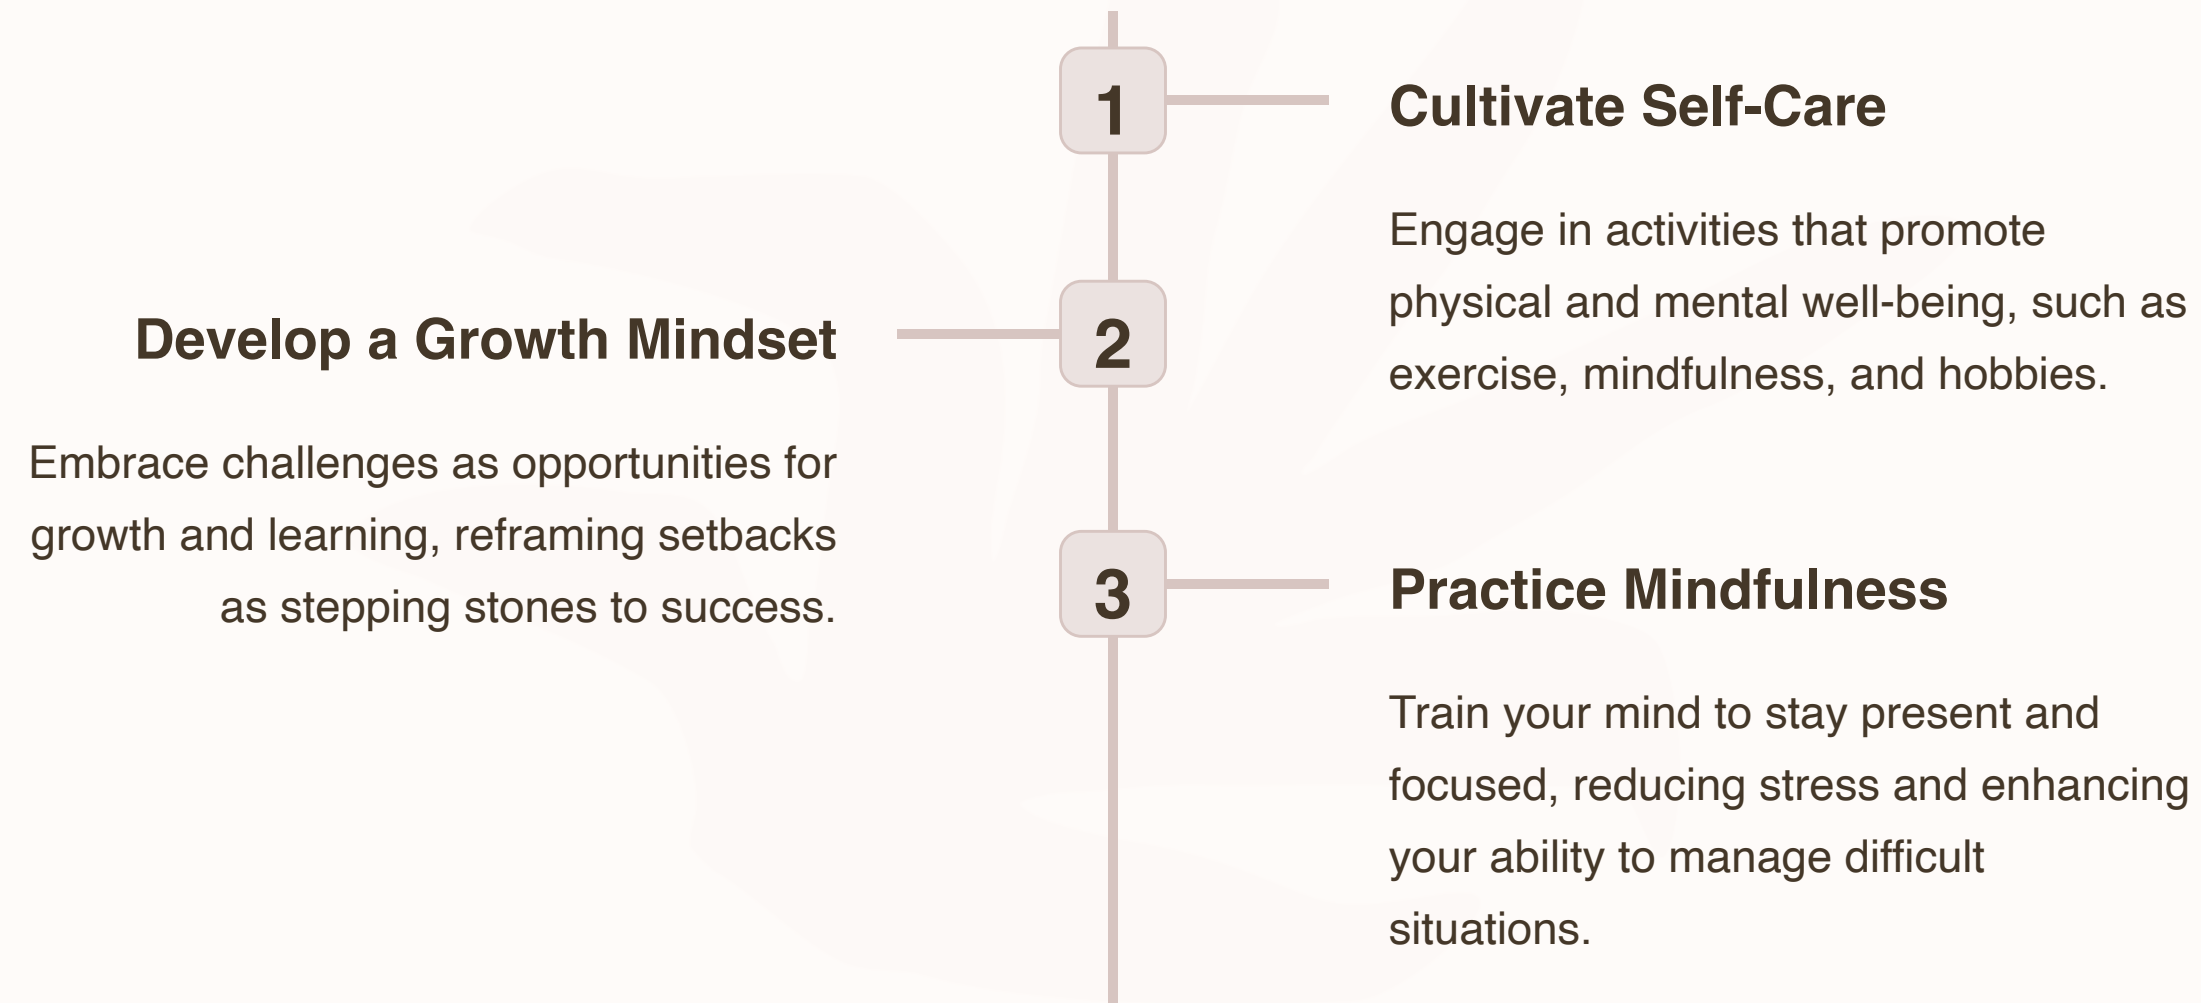 1
Cultivate Self-Care
Engage in activities that promote
physical and mental well-being, such as
exercise, mindfulness, and hobbies.
2
Develop a Growth Mindset
Embrace challenges as opportunities for
growth and learning, reframing setbacks
as stepping stones to success.
3
Practice Mindfulness
Train your mind to stay present and
focused, reducing stress and enhancing
your ability to manage difficult
situations.